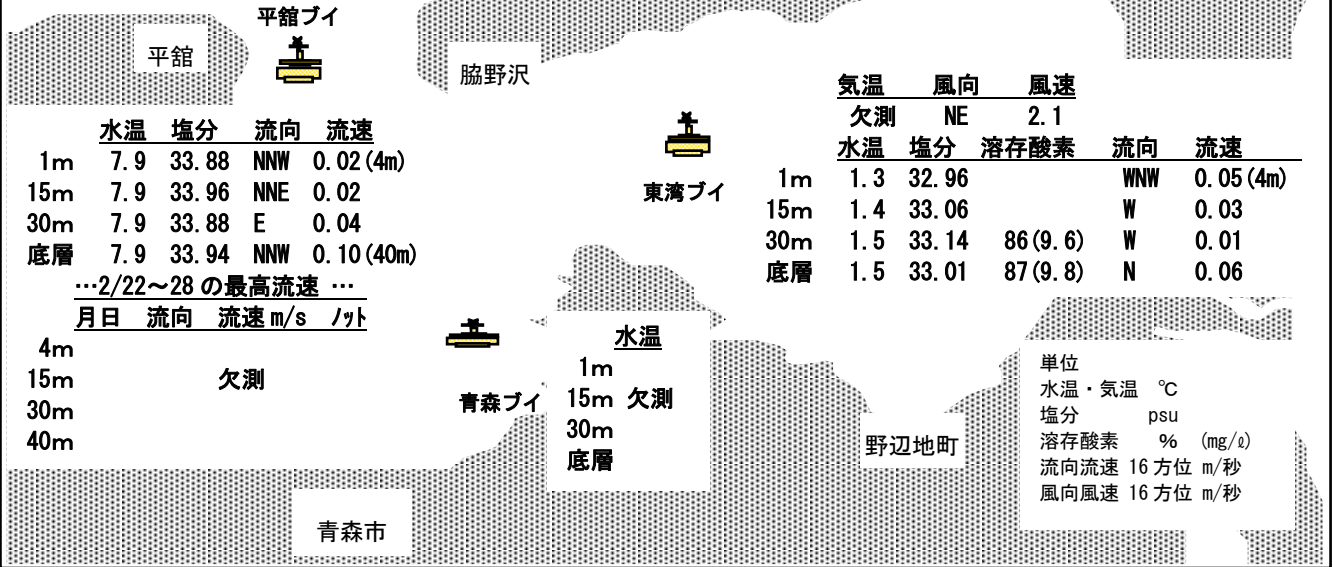 平舘ブイ
平舘
脇野沢
水温 塩分 流向 流速
1m 7.9 33.88 NNW 0.02(4m)
15m 7.9 33.96 NNE 0.02
30m 7.9 33.88 E 0.04
底層 7.9 33.94 NNW 0.10(40m)
…2/22～28 の最高流速 …
月日 流向 流速 m/s ﾉｯﾄ
4m
15m 欠測
30m
40m
東湾ブイ
気温 風向 風速
欠測 NE 2.1
水温 塩分 溶存酸素 流向 流速
1m 1.3 32.96 WNW 0.05(4m)
15m 1.4 33.06 W 0.03
30m 1.5 33.14 86(9.6) W 0.01
底層 1.5 33.01 87(9.8) N 0.06
青森ブイ
水温
1m
15m 欠測
30m
底層
野辺地町
青森市
単位
水温・気温 ℃
塩分 psu
溶存酸素 % (mg/ℓ)
流向流速 16方位 m/秒
風向風速 16方位 m/秒